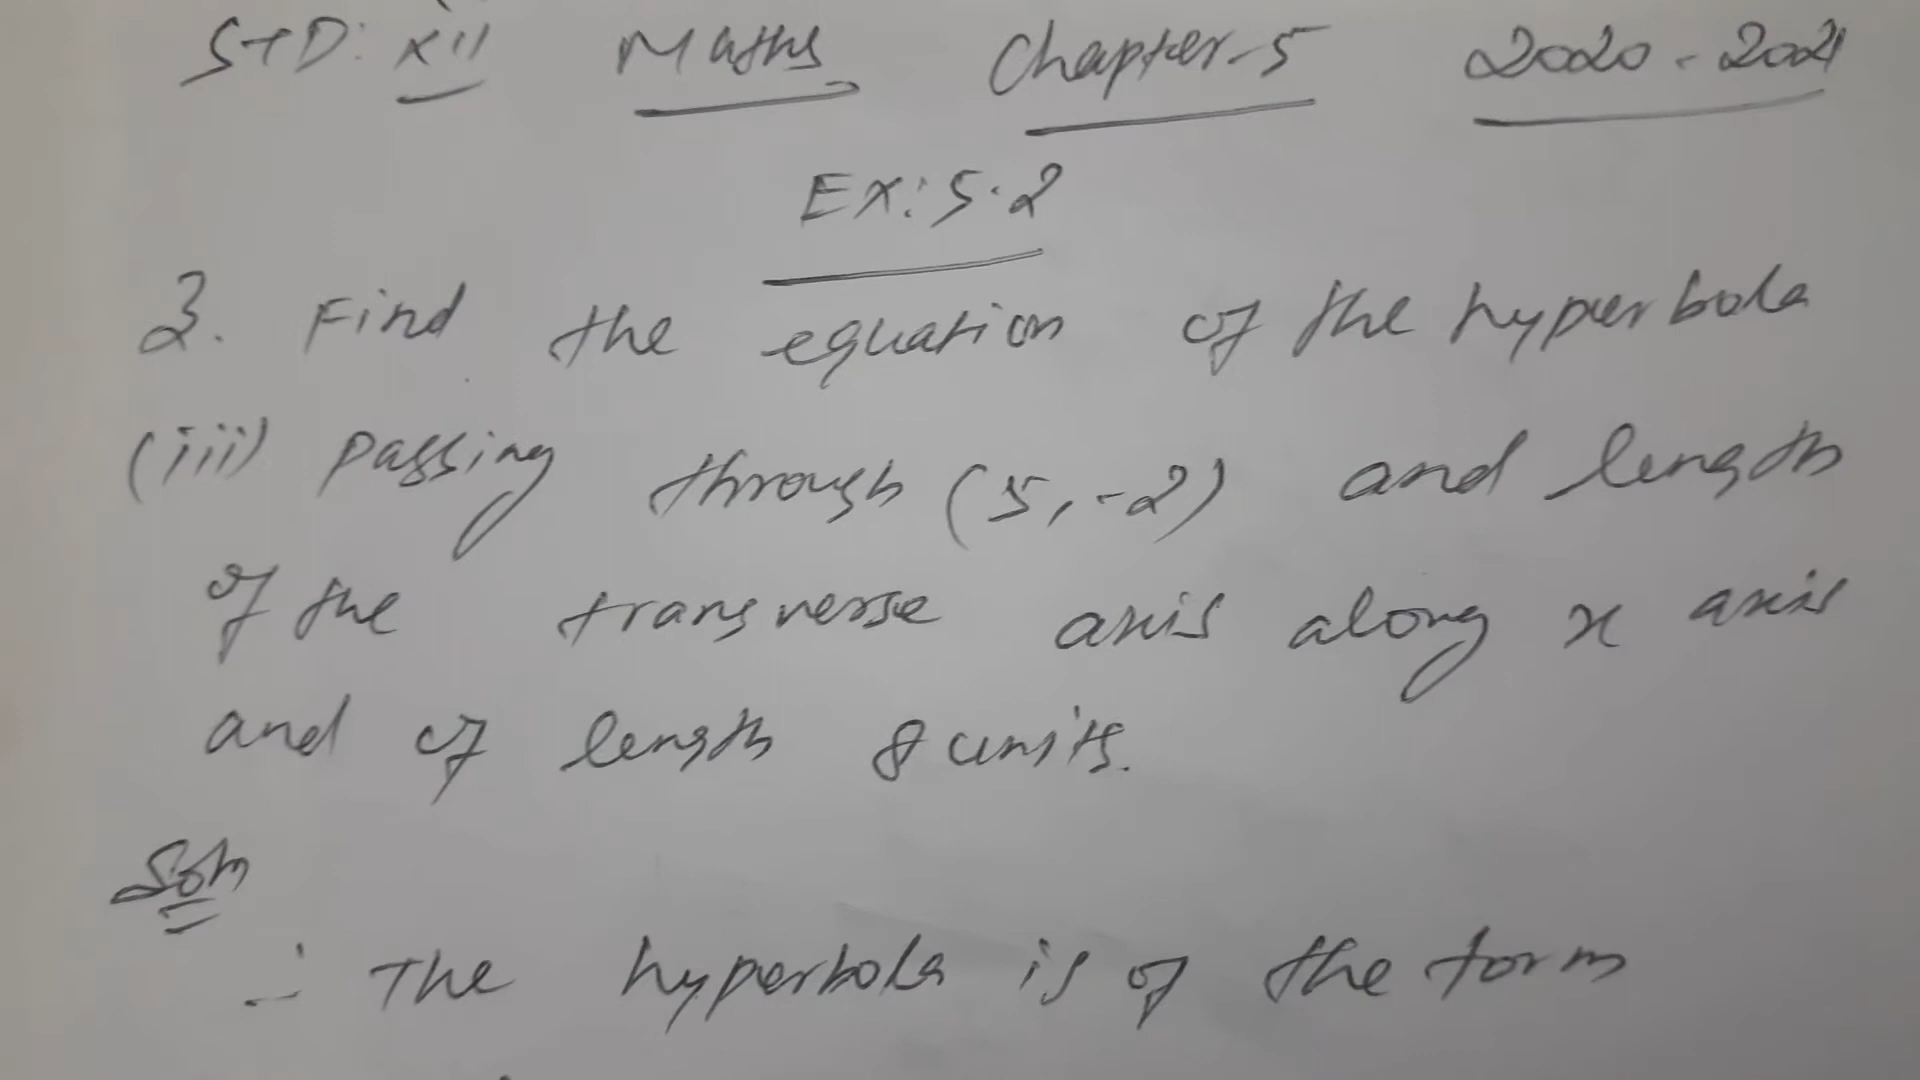 STD: XII Maths Chapter-5 2020-2021
EX: 5.2
3. Find the equation of the hyperbola
(iii) passing through (5, -2) and length
of the transverse axis along x axis
and of length 8 units.
Soln
∴ The hyperbola is of the form